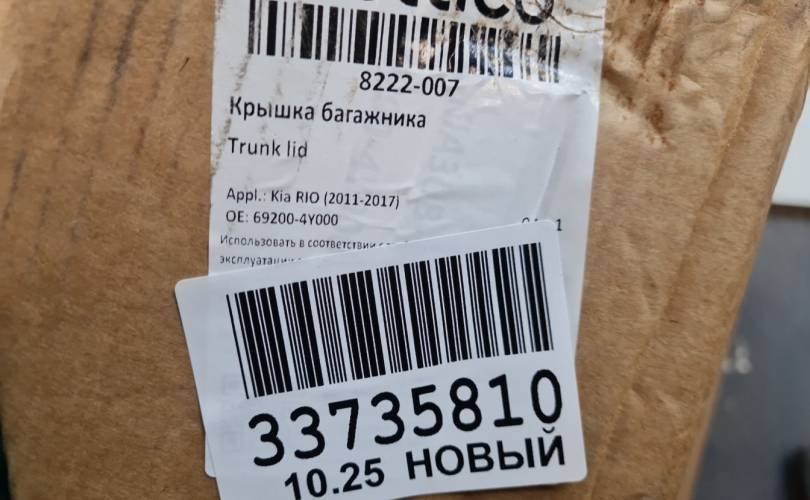 8222-007
Крышка багажника
Trunk lid
Appl.: Kia RIO (2011-2017)
OE: 69200-4Y000
Использовать в соответствии
33735810
10.25 НОВЫЙ